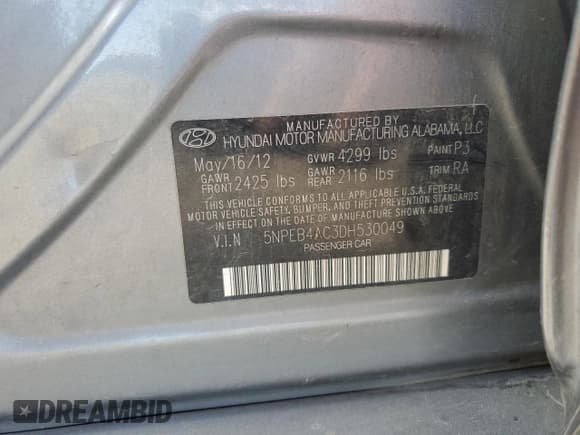 MANUFACTURED BY
HYUNDAI MOTOR MANUFACTURING ALABAMA, LLC
May/16/12 GVWR 4299 lbs PAINT P3
GAWR FRONT 2425 lbs GAWR REAR 2116 lbs TRIM RA
THIS VEHICLE CONFORMS TO ALL APPLICABLE U.S.A. FEDERAL
MOTOR VEHICLE SAFETY, BUMPER, AND THEFT PREVENTION STANDARDS
IN EFFECT ON THE DATE OF MANUFACTURE SHOWN ABOVE.
V.I.N 5NPEB4AC3DH530049
PASSENGER CAR
DREAMBID